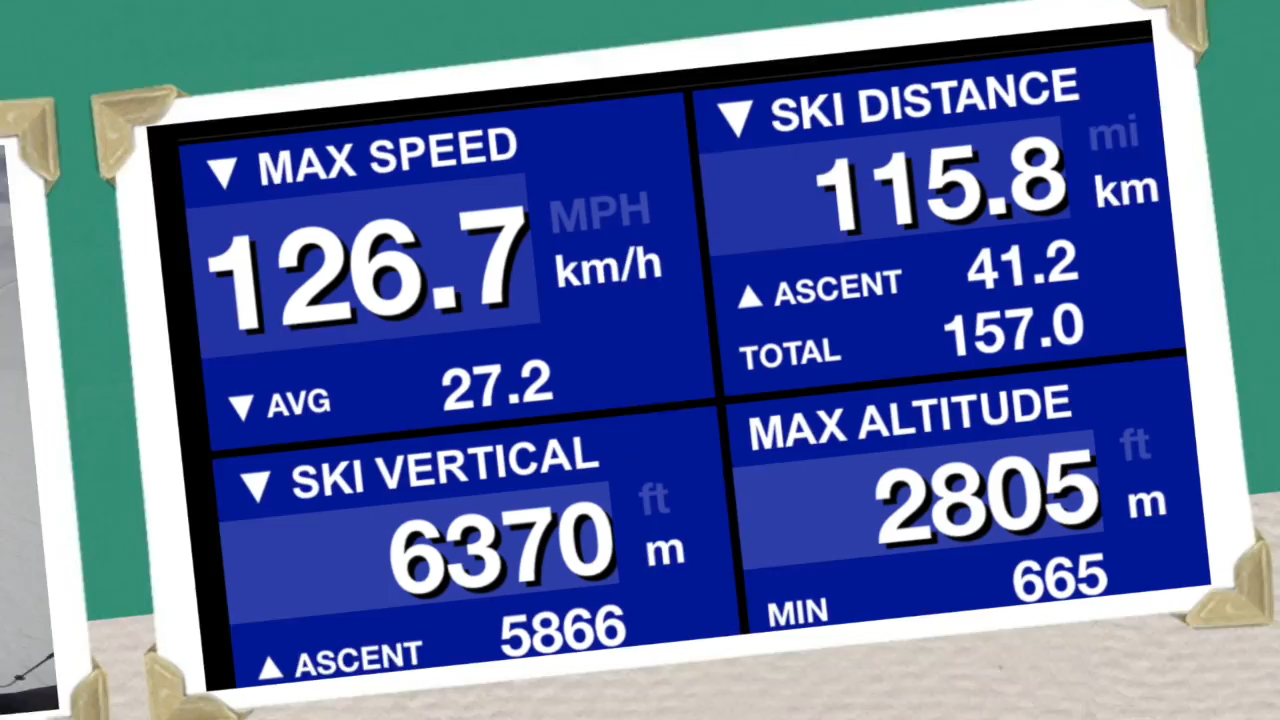 ▼ MAX SPEED
126.7 MPH km/h
▼ AVG 27.2
▼ SKI DISTANCE
115.8 mi km
▲ ASCENT 41.2
TOTAL 157.0
▼ SKI VERTICAL
6370 ft m
▲ ASCENT 5866
MAX ALTITUDE
2805 ft m
MIN 665